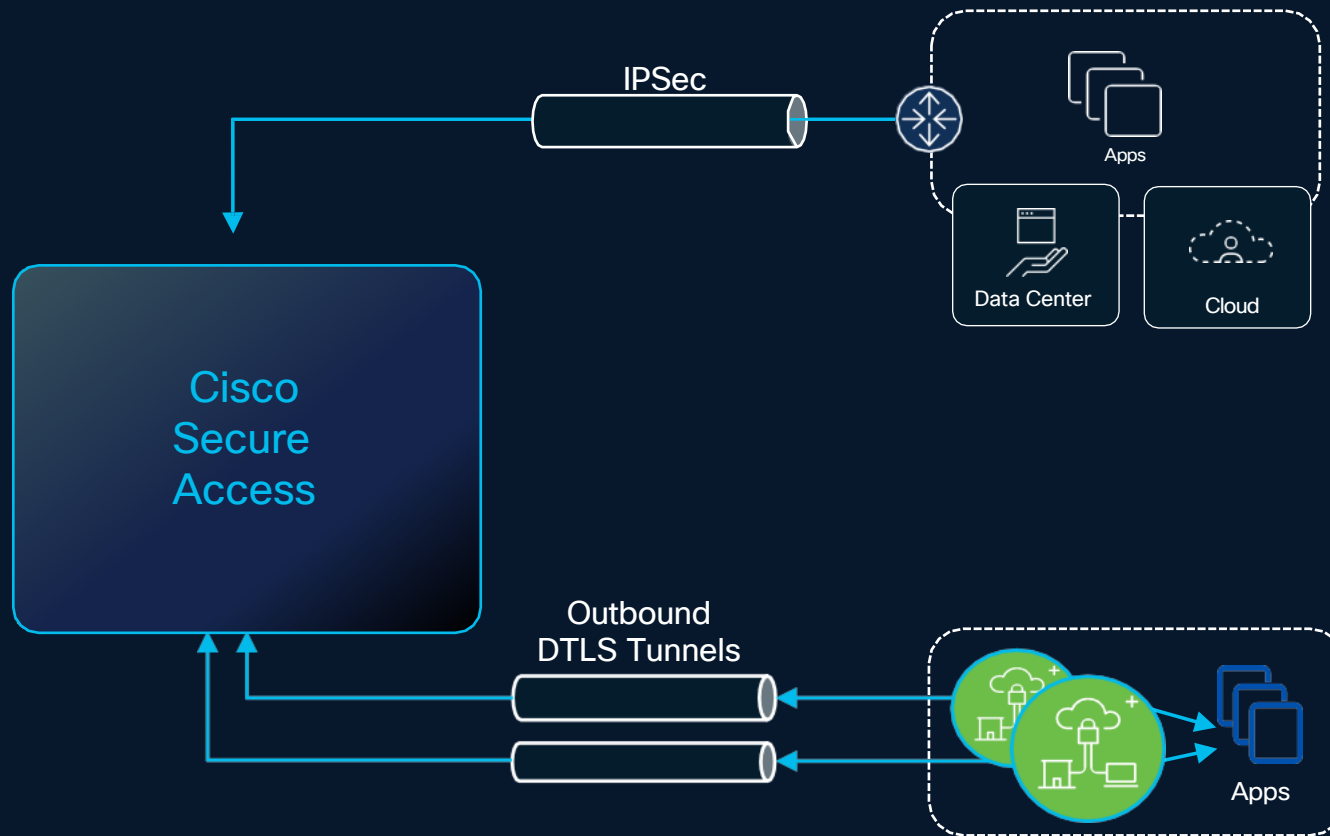 IPSec
Apps
Data Center
Cloud
Cisco
Secure
Access
Outbound
DTLS Tunnels
Apps